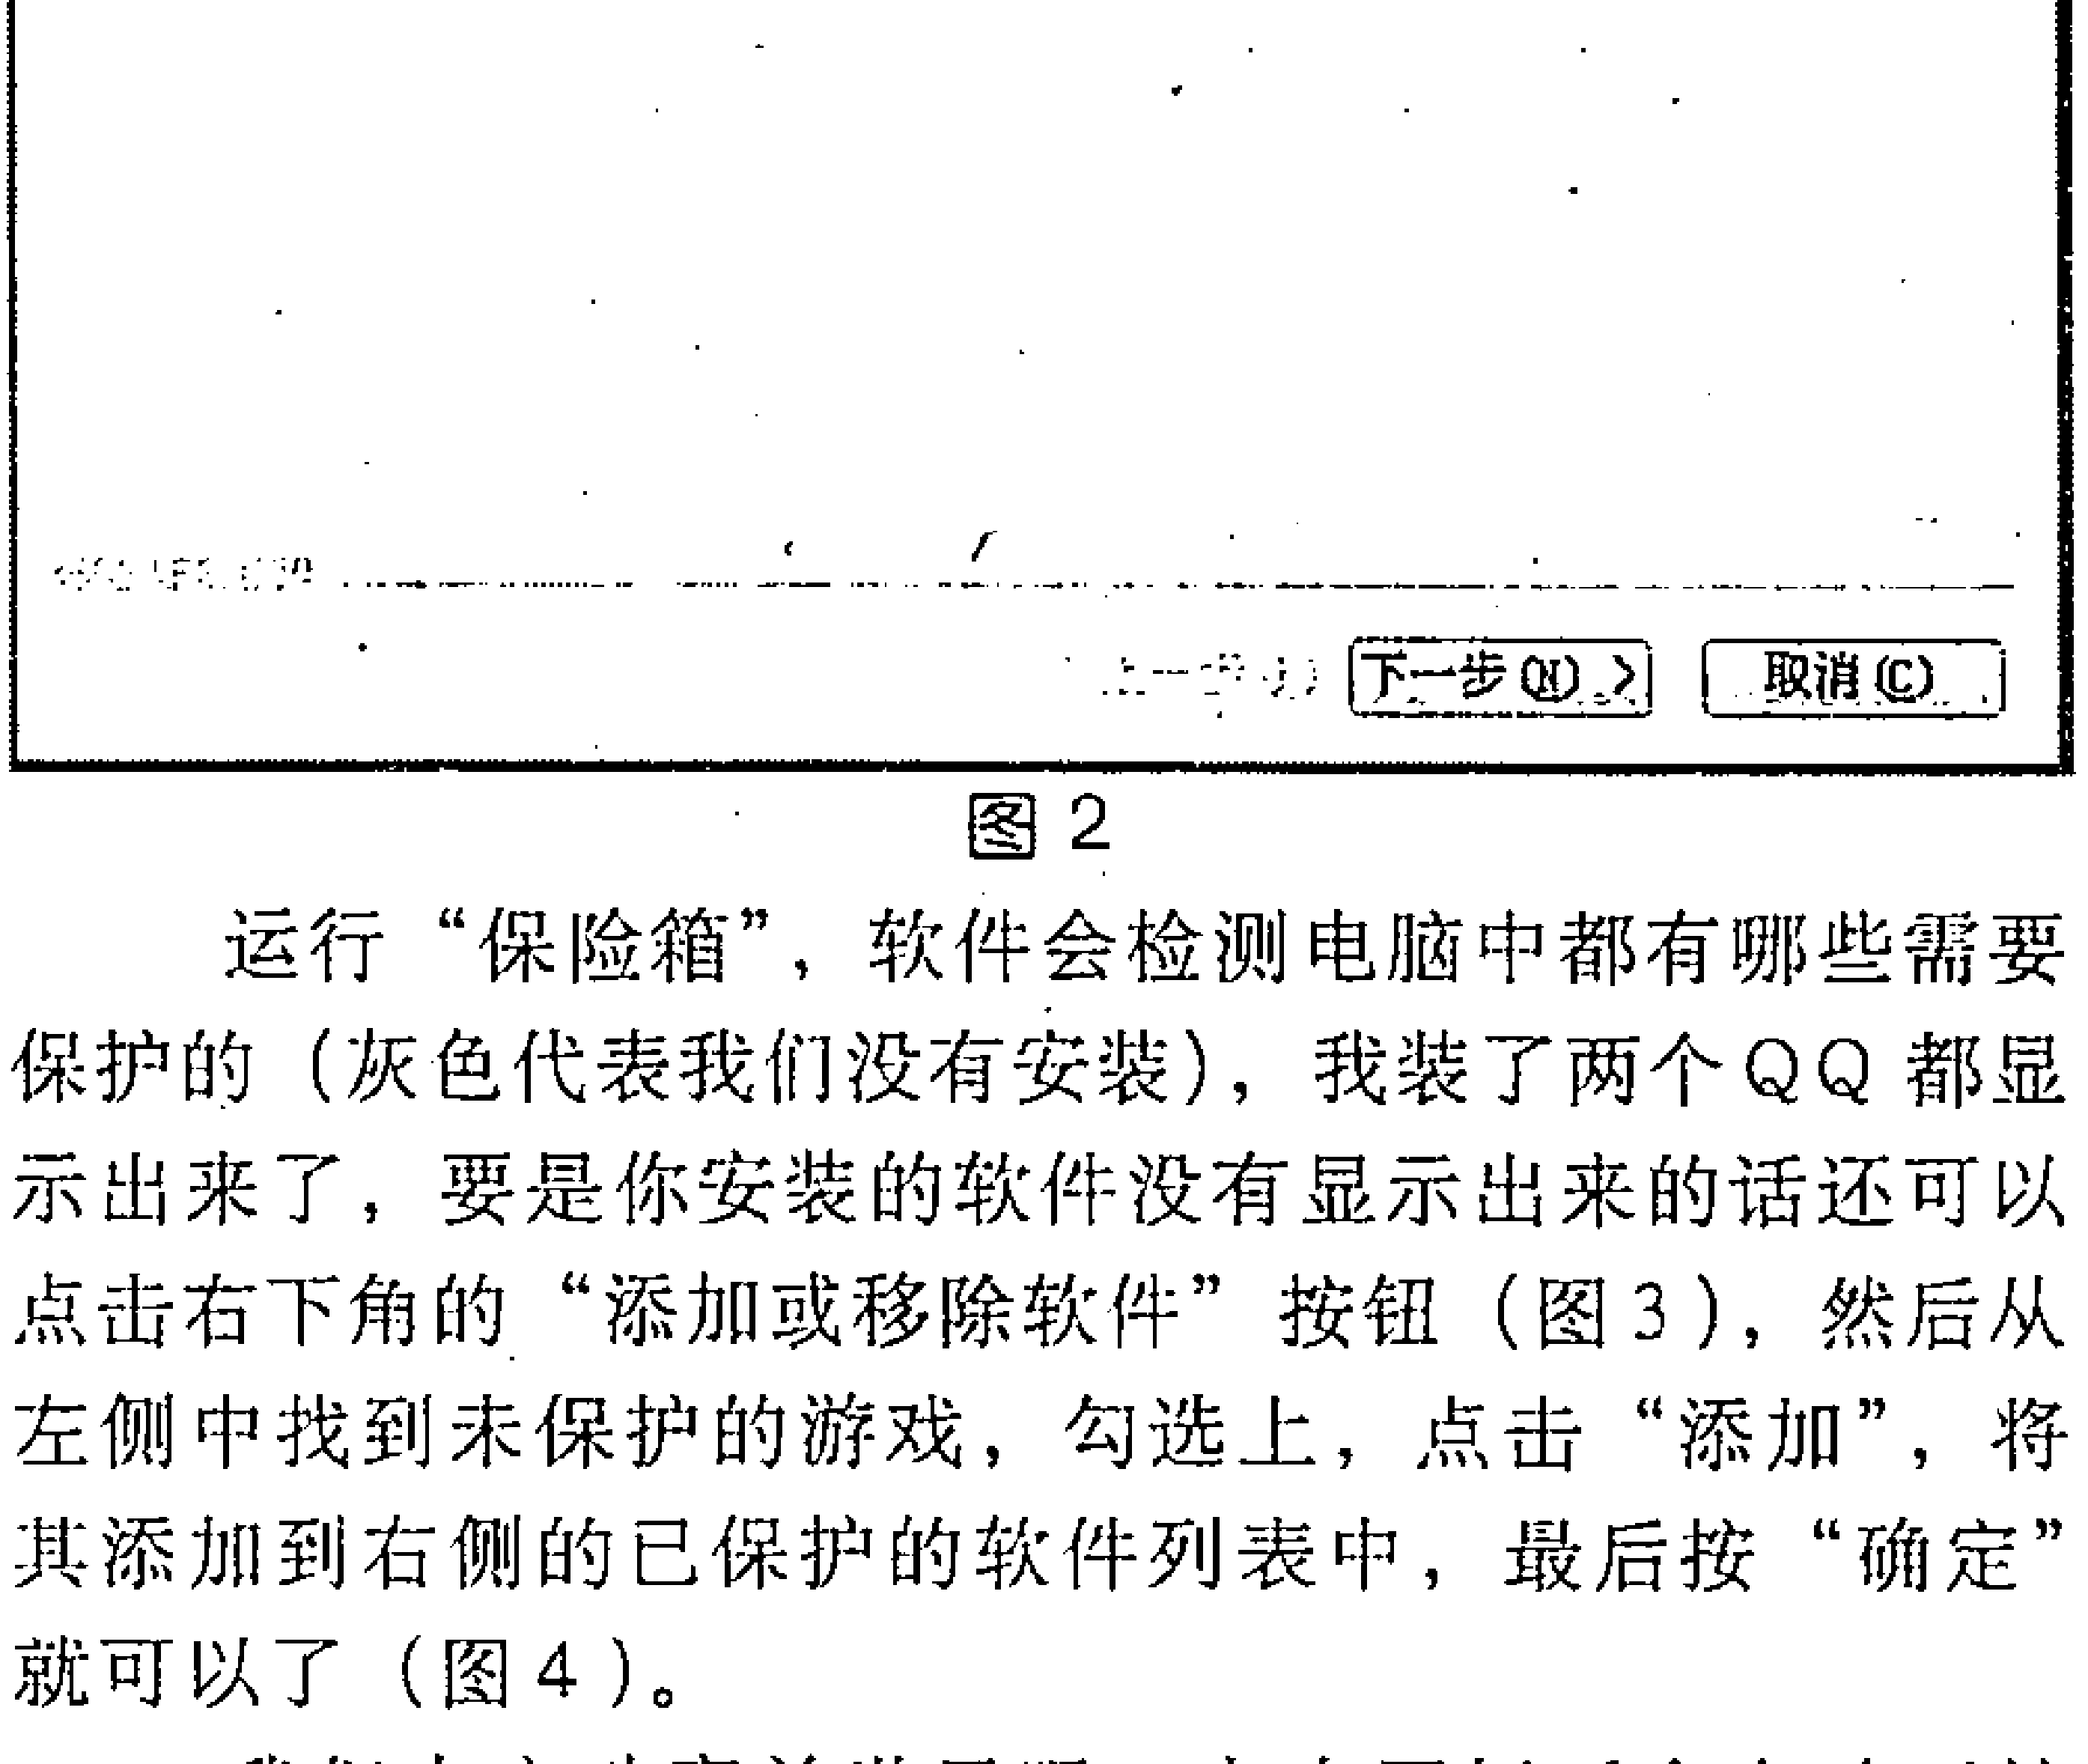 下一步(N) > 取消(C)
图 2
运行“保险箱”，软件会检测电脑中都有哪些需要
保护的（灰色代表我们没有安装），我装了两个QQ 都显
示出来了，要是你安装的软件没有显示出来的话还可以
点击右下角的“添加或移除软件”按钮（图 3），然后从
左侧中找到未保护的游戏，勾选上，点击“添加”，将
其添加到右侧的已保护的软件列表中，最后按“确定”
就可以了（图 4）。